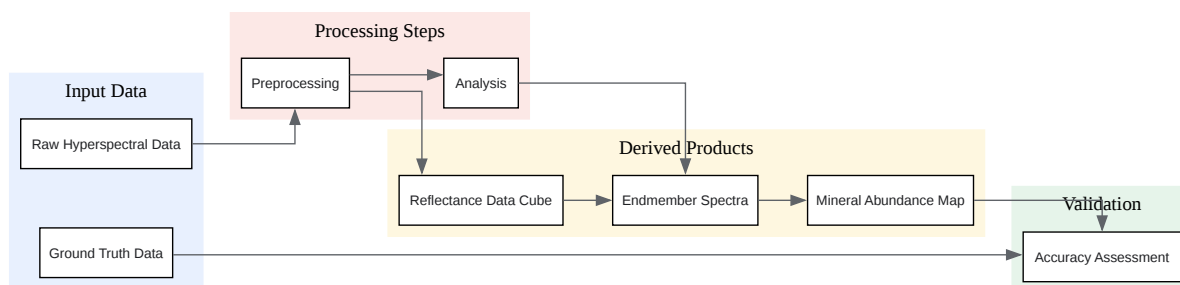 Processing Steps
Preprocessing
Analysis
Input Data
Raw Hyperspectral Data
Ground Truth Data
Derived Products
Reflectance Data Cube
Endmember Spectra
Mineral Abundance Map
Validation
Accuracy Assessment